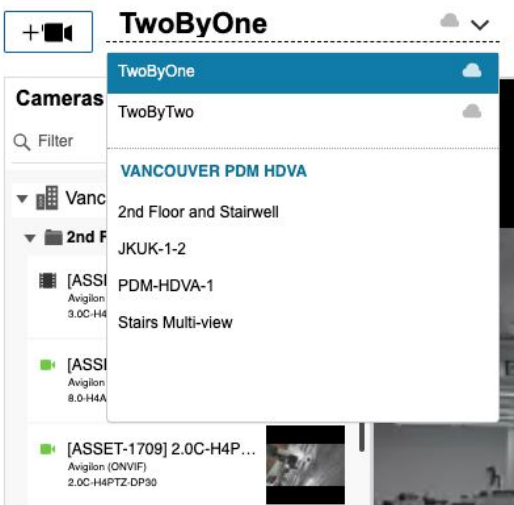 TwoByOne
TwoByOne
Cameras
TwoByTwo
Filter
VANCOUVER PDM HDVA
Vanc
2nd Floor and Stairwell
2nd F
JKUK-1-2
[ASSE
PDM-HDVA-1
Avigilon
3.0C-H4
Stairs Multi-view
[ASSE
Avigilon
8.0-H4A
[ASSET-1709] 2.0C-H4P...
Avigilon (ONVIF)
2.0C-H4PTZ-DP30